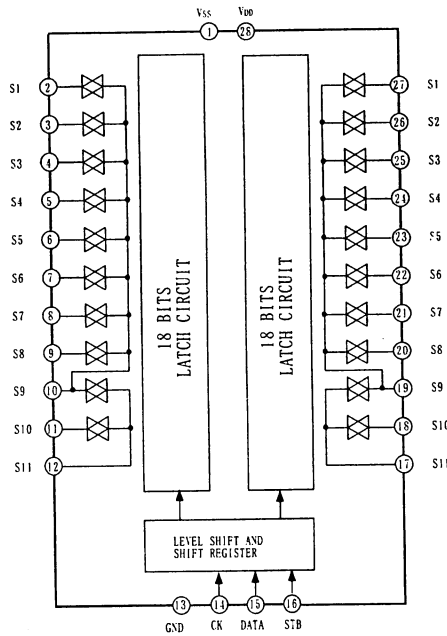 VSS VDD
1 28
S1 2 27 S1
S2 3 26 S2
S3 4 25 S3
S4 5 24 S4
S5 6 23 S5
S6 7 22 S6
S7 8 21 S7
S8 9 20 S8
S9 10 19 S9
S10 11 18 S10
S11 12 17 S11
18 BITS
LATCH CIRCUIT
18 BITS
LATCH CIRCUIT
LEVEL SHIFT AND
SHIFT REGISTER
13 14 15 16
GND CK DATA STB